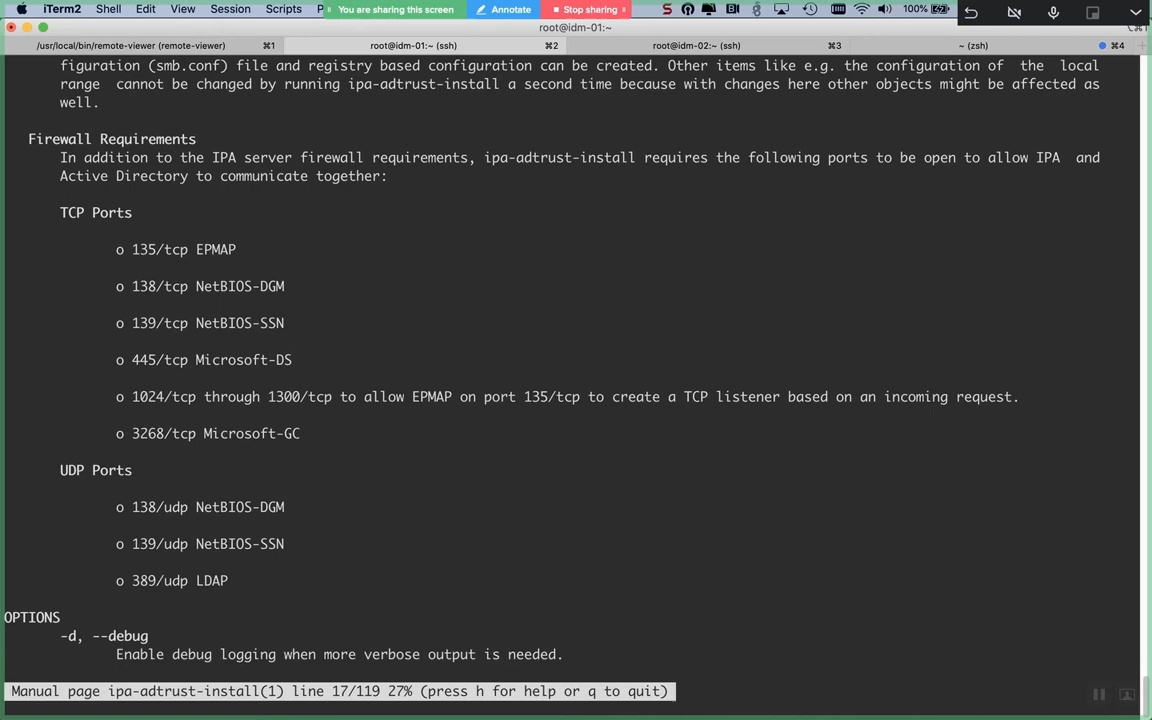 iTerm2 Shell Edit View Session Scripts P
You are sharing this screen Annotate Stop sharing
100%
root@idm-01:~
/usr/local/bin/remote-viewer (remote-viewer) ⌘1 root@idm-01:~ (ssh) ⌘2 root@idm-02:~ (ssh) ⌘3 ~ (zsh) ⌘4
figuration (smb.conf) file and registry based configuration can be created. Other items like e.g. the configuration of the local
range cannot be changed by running ipa-adtrust-install a second time because with changes here other objects might be affected as
well.
Firewall Requirements
In addition to the IPA server firewall requirements, ipa-adtrust-install requires the following ports to be open to allow IPA and
Active Directory to communicate together:
TCP Ports
o 135/tcp EPMAP
o 138/tcp NetBIOS-DGM
o 139/tcp NetBIOS-SSN
o 445/tcp Microsoft-DS
o 1024/tcp through 1300/tcp to allow EPMAP on port 135/tcp to create a TCP listener based on an incoming request.
o 3268/tcp Microsoft-GC
UDP Ports
o 138/udp NetBIOS-DGM
o 139/udp NetBIOS-SSN
o 389/udp LDAP
OPTIONS
-d, --debug
Enable debug logging when more verbose output is needed.
Manual page ipa-adtrust-install(1) line 17/119 27% (press h for help or q to quit)